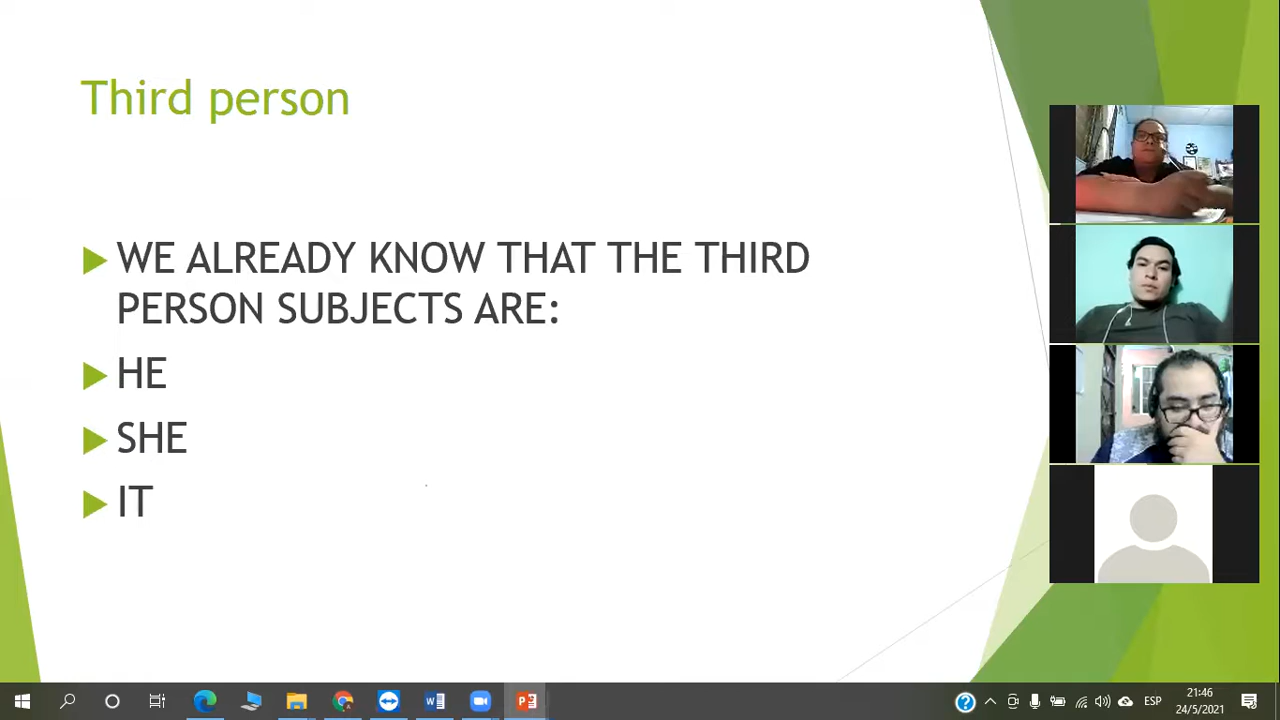 Third person
WE ALREADY KNOW THAT THE THIRD
PERSON SUBJECTS ARE:
HE
SHE
IT
ESP
21:46
24/5/2021